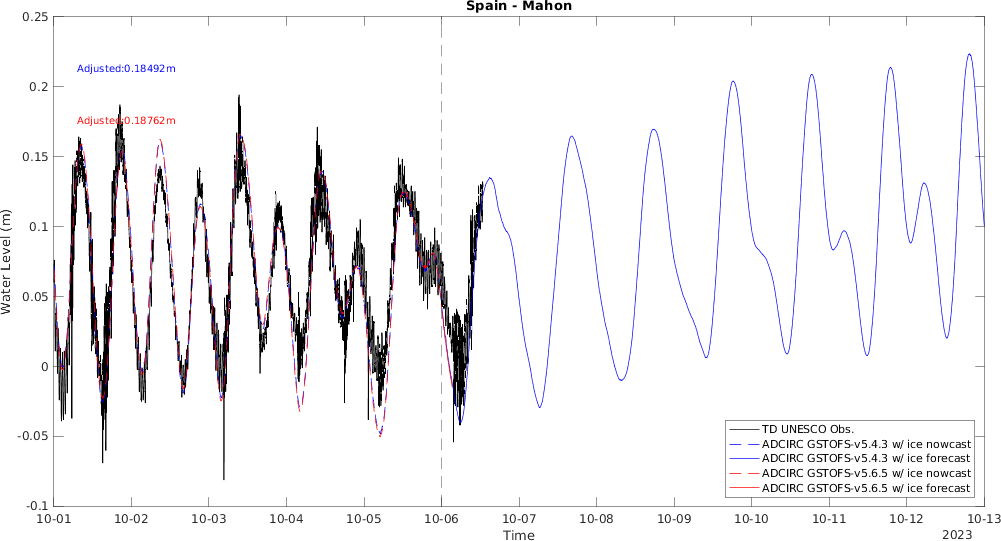 Spain - Mahon
0.25
0.2
0.15
0.1
0.05
0
-0.05
-0.1
Water Level (m)
Adjusted:0.18492m
Adjusted:0.18762m
TD UNESCO Obs.
ADCIRC GSTOFS-v5.4.3 w/ ice nowcast
ADCIRC GSTOFS-v5.4.3 w/ ice forecast
ADCIRC GSTOFS-v5.6.5 w/ ice nowcast
ADCIRC GSTOFS-v5.6.5 w/ ice forecast
10-01 10-02 10-03 10-04 10-05 10-06 10-07 10-08 10-09 10-10 10-11 10-12 10-13
Time
2023